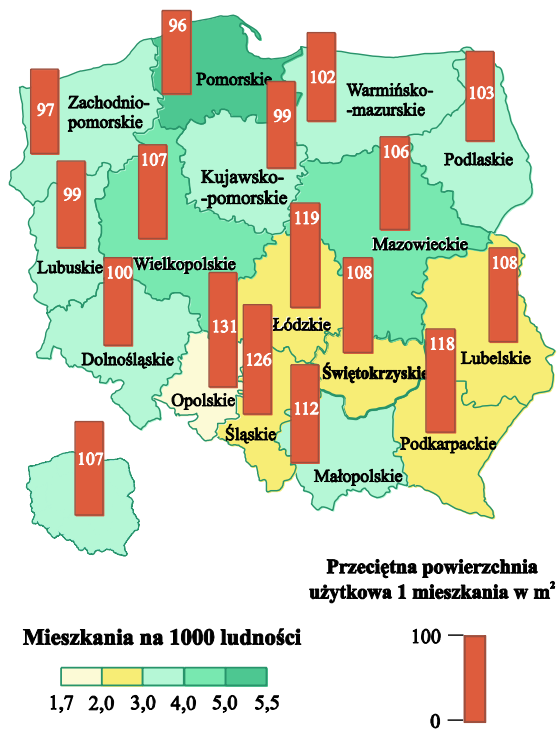 96
Pomorskie
97
Zachodnio-
pomorskie
102
Warmińsko-
mazurskie
103
Podlaskie
99
Kujawsko-
-pomorskie
107
Wielkopolskie
106
Mazowieckie
99
Lubuskie
100
Dolnośląskie
119
Łódzkie
108
Świętokrzyskie
108
Lubelskie
131
Opolskie
126
Śląskie
112
Małopolskie
118
Podkarpackie
107
Przeciętna powierzchnia
użytkowa 1 mieszkania w m²
100
0
Mieszkania na 1000 ludności
1,7 2,0 3,0 4,0 5,0 5,5